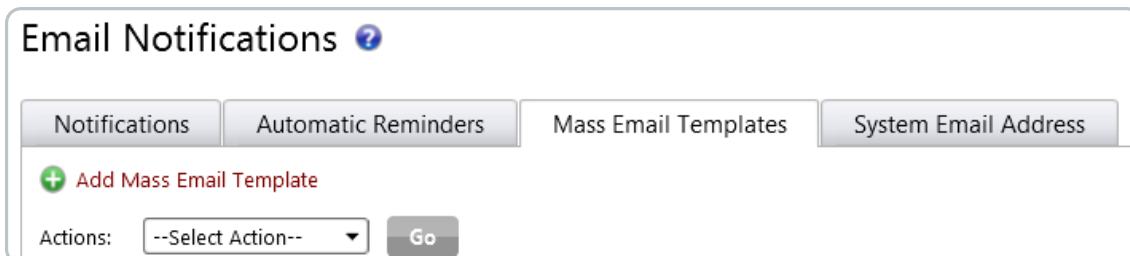 Email Notifications ?
Notifications Automatic Reminders Mass Email Templates System Email Address
Add Mass Email Template
Actions: --Select Action-- Go